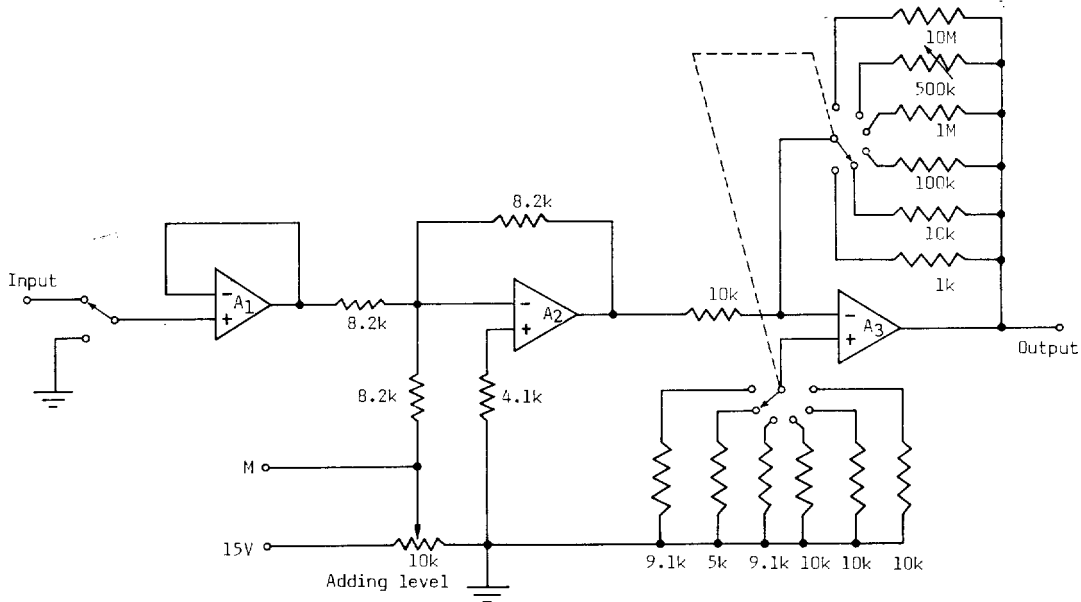 10M
500k
1M
100k
10k
1k
8.2k
Input
A1
−
+
8.2k
A2
−
+
10k
A3
−
+
Output
8.2k
4.1k
M
15V
10k
Adding level
9.1k 5k 9.1k 10k 10k 10k